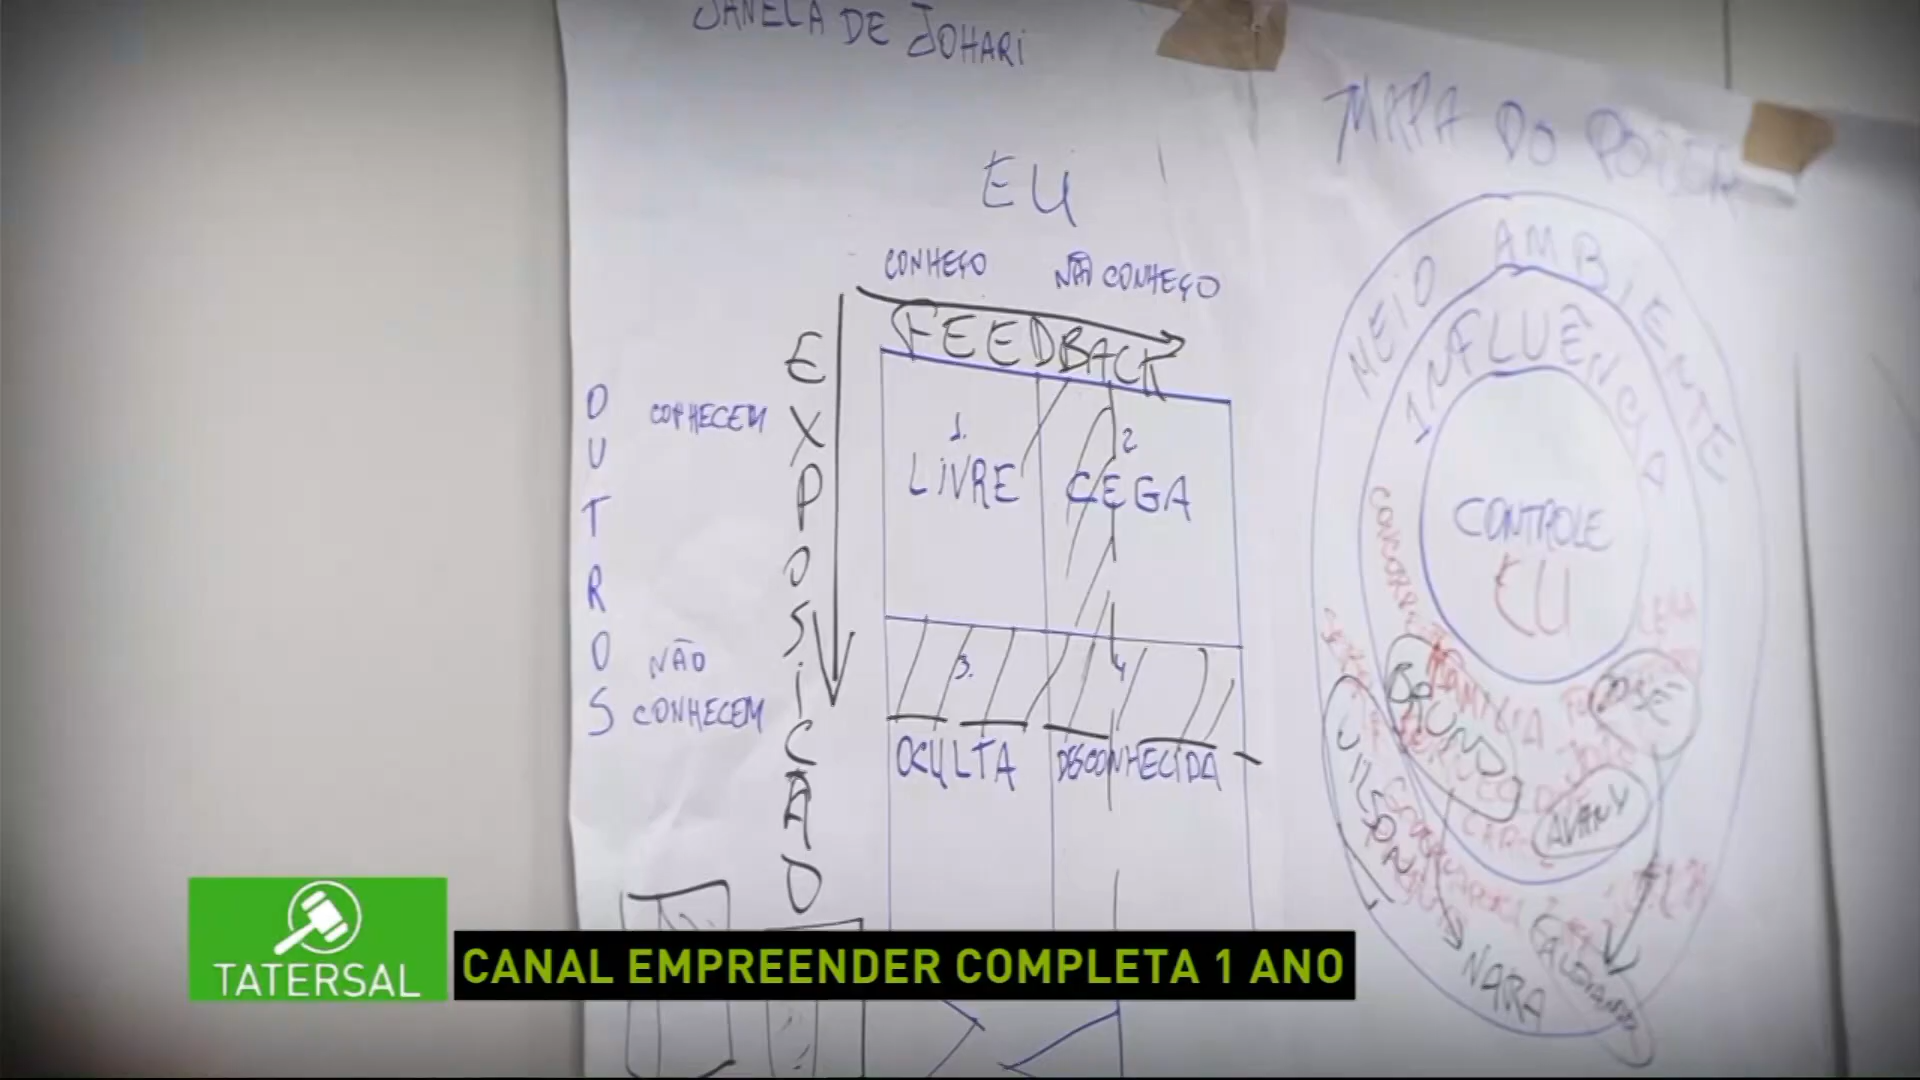 JANELA DE JOHARI
MAPA DO PODER
EU
CONHEÇO
NÃO CONHEÇO
FEEDBACK
EXPOSIÇÃO
OUTROS
CONHECEM
NÃO
CONHECEM
1.
LIVRE
2
CEGA
3.
4
OCULTA
DESCONHECIDA
MEIO AMBIENTE
INFLUÊNCIA
CONTROLE
EU
BRUNO
JOSÉ
AVANY
NARA
TATERSAL
CANAL EMPREENDER COMPLETA 1 ANO